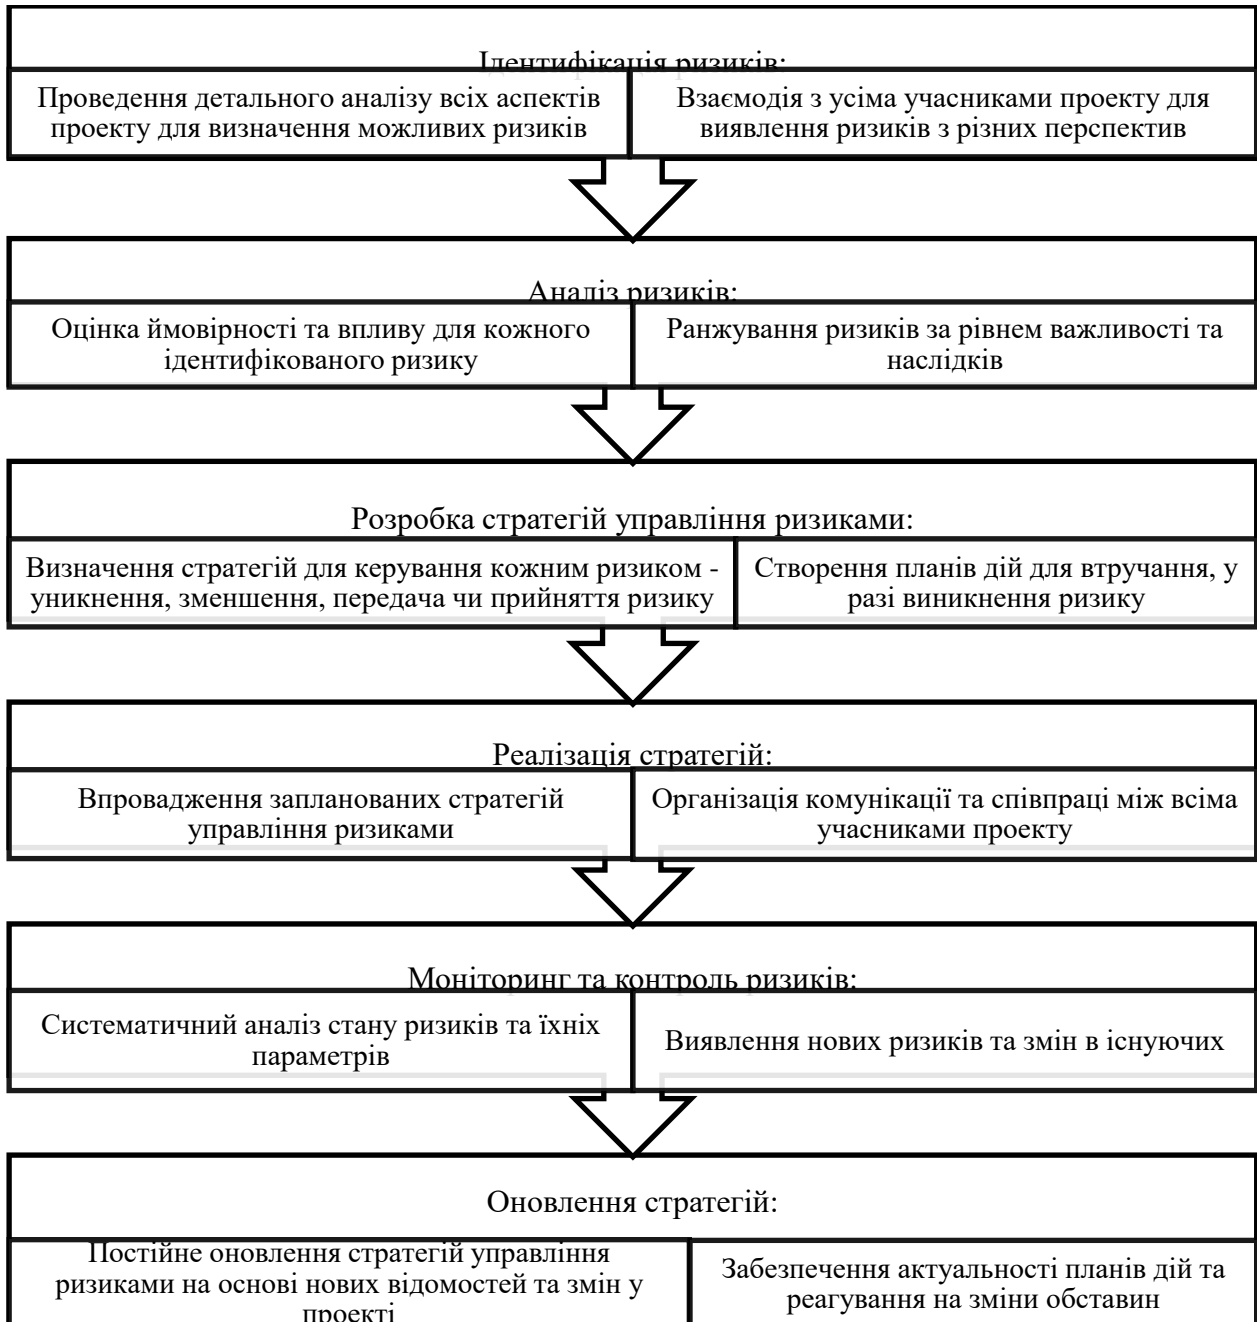 Ідентифікація ризиків:
Проведення детального аналізу всіх аспектів
проекту для визначення можливих ризиків
Взаємодія з усіма учасниками проекту для
виявлення ризиків з різних перспектив
Аналіз ризиків:
Оцінка ймовірності та впливу для кожного
ідентифікованого ризику
Ранжування ризиків за рівнем важливості та
наслідків
Розробка стратегій управління ризиками:
Визначення стратегій для керування кожним ризиком -
уникнення, зменшення, передача чи прийняття ризику
Створення планів дій для втручання, у
разі виникнення ризику
Реалізація стратегій:
Впровадження запланованих стратегій
управління ризиками
Організація комунікації та співпраці між всіма
учасниками проекту
Моніторинг та контроль ризиків:
Систематичний аналіз стану ризиків та їхніх
параметрів
Виявлення нових ризиків та змін в існуючих
Оновлення стратегій:
Постійне оновлення стратегій управління
ризиками на основі нових відомостей та змін у
проекті
Забезпечення актуальності планів дій та
реагування на зміни обставин